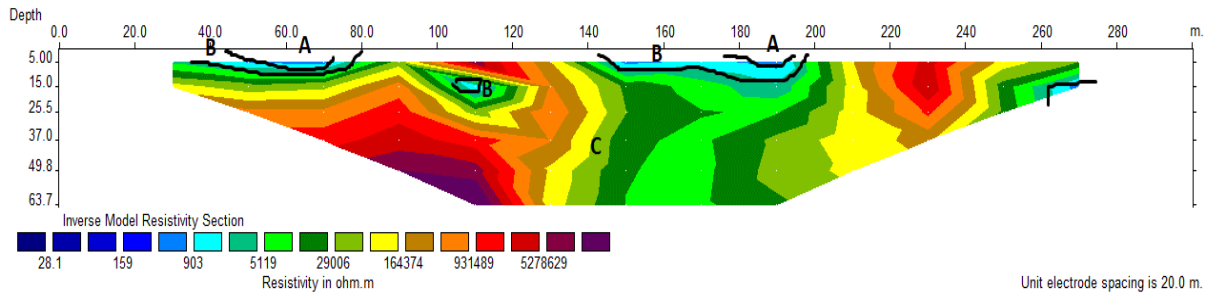 Depth
0.0 20.0 40.0 60.0 80.0 100 120 140 160 180 200 220 240 260 280 m.
B A B A
5.00
15.0
B
25.5
37.0
C
49.8
63.7
Inverse Model Resistivity Section
28.1 159 903 5119 29006 164374 931489 5278629
Resistivity in ohm.m Unit electrode spacing is 20.0 m.